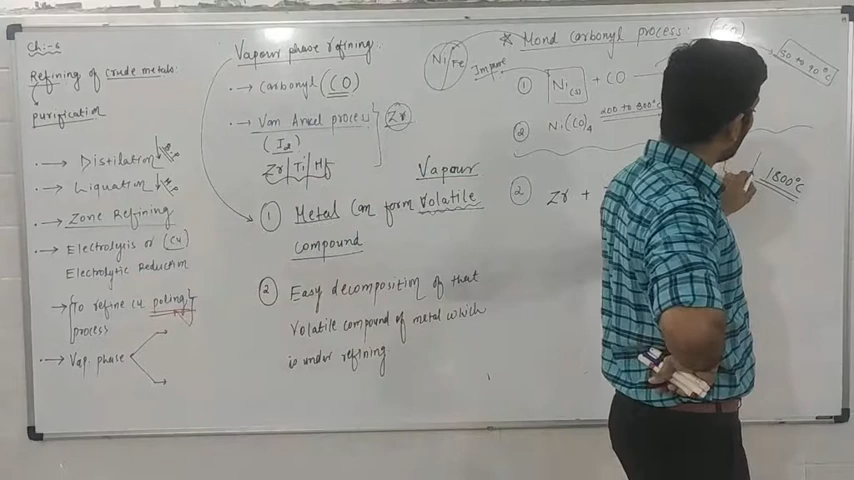 Ch:-6
Refining of Crude metals:
purification
Distilation
Liquation
Zone Refining
Electrolysis or (Cu)
Electrolytic Reduction
To refine Cu poling
process
Vap. phase
Vapour phase refining:
Carbonyl (CO)
Van Arkel process Zr
(I2)
Zr | Ti | Hf
Vapour
① Metal can form volatile
compound
② Easy decomposition of that
volatile compound of metal which
is under refining
* Mond Carbonyl process: (CO)
Ni/Fe
Impure
① Ni(s) + CO
50 to 90°C
② Ni(CO)4 200 to 800°C
② Zr +
1800°C